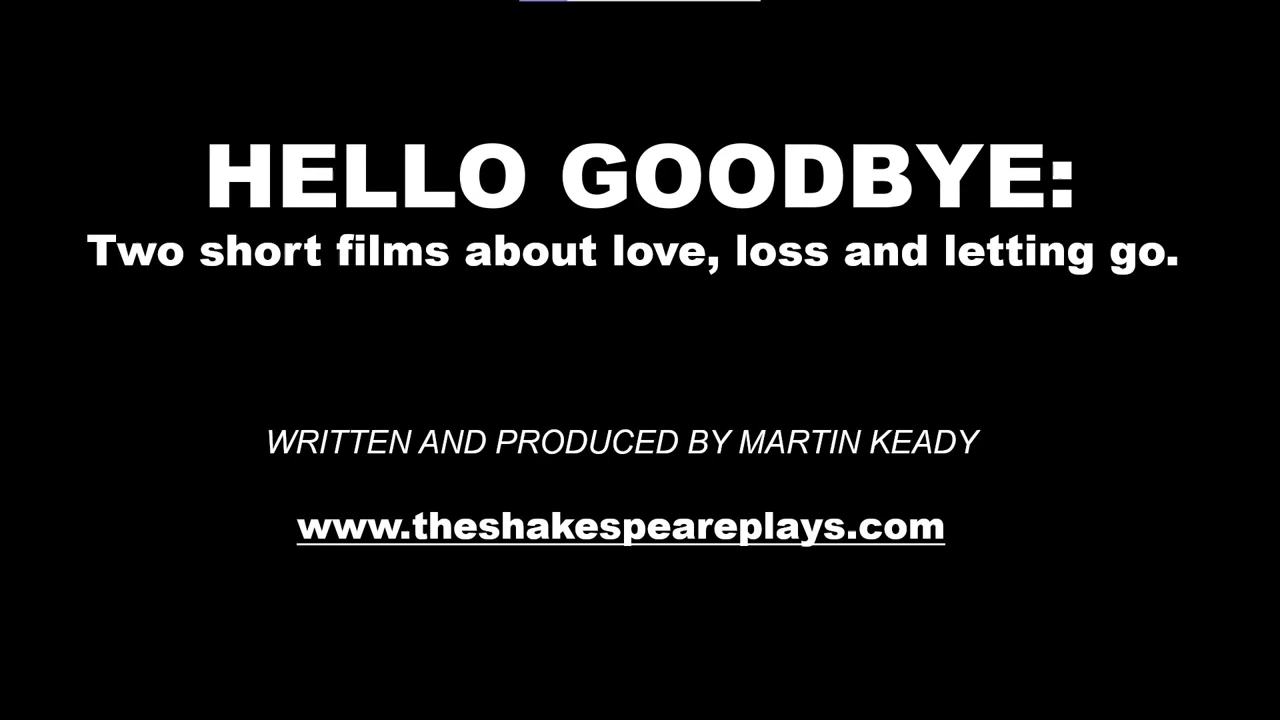 HELLO GOODBYE:
Two short films about love, loss and letting go.
WRITTEN AND PRODUCED BY MARTIN KEADY
www.theshakespeareplays.com